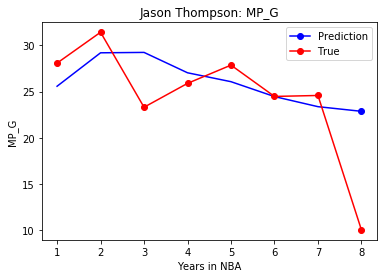 Jason Thompson: MP_G
Prediction
True
MP_G
30
25
20
15
10
1 2 3 4 5 6 7 8
Years in NBA